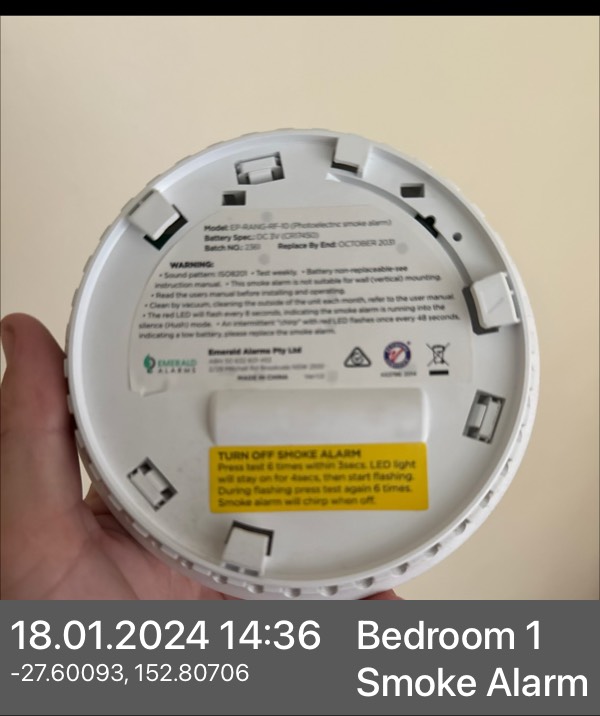 Model: EP-RANG-RF-10 (Photoelectric smoke alarm)
Battery Spec.: DC 3V (CR17450)
Replace By End: OCTOBER 2031
Batch NO.:
WARNING:
• Sound pattern: ISO8201 • Test weekly. • Battery non-replaceable-see
instruction manual. • This smoke alarm is not suitable for wall (vertical) mounting.
• Read the users manual before installing and operating.
• Clean by vacuum, cleaning the outside of the unit each month, refer to the user manual.
• The red LED will flash every 8 seconds, indicating the smoke alarm is running into the
silence (Hush) mode. • An intermittent "chirp" with red LED flashes once every 48 seconds,
indicating a low battery, please replace the smoke alarm.
EMERALD
ALARMS
Emerald Alarms Pty Ltd
MADE IN CHINA
TURN OFF SMOKE ALARM
Press test 6 times within 3secs. LED light
will stay on for 4secs, then start flashing.
During flashing press test again 6 times.
Smoke alarm will chirp when off.
18.01.2024 14:36
-27.60093, 152.80706
Bedroom 1
Smoke Alarm